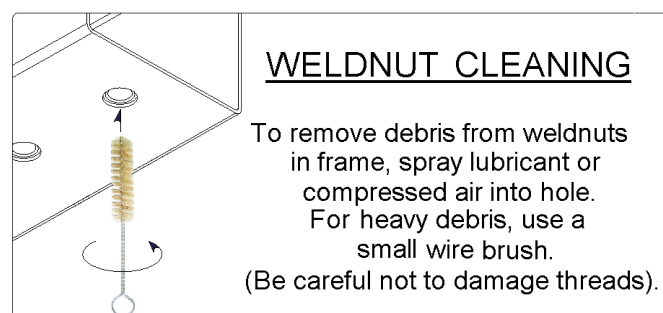 WELDNUT CLEANING
To remove debris from weldnuts
in frame, spray lubricant or
compressed air into hole.
For heavy debris, use a
small wire brush.
(Be careful not to damage threads).